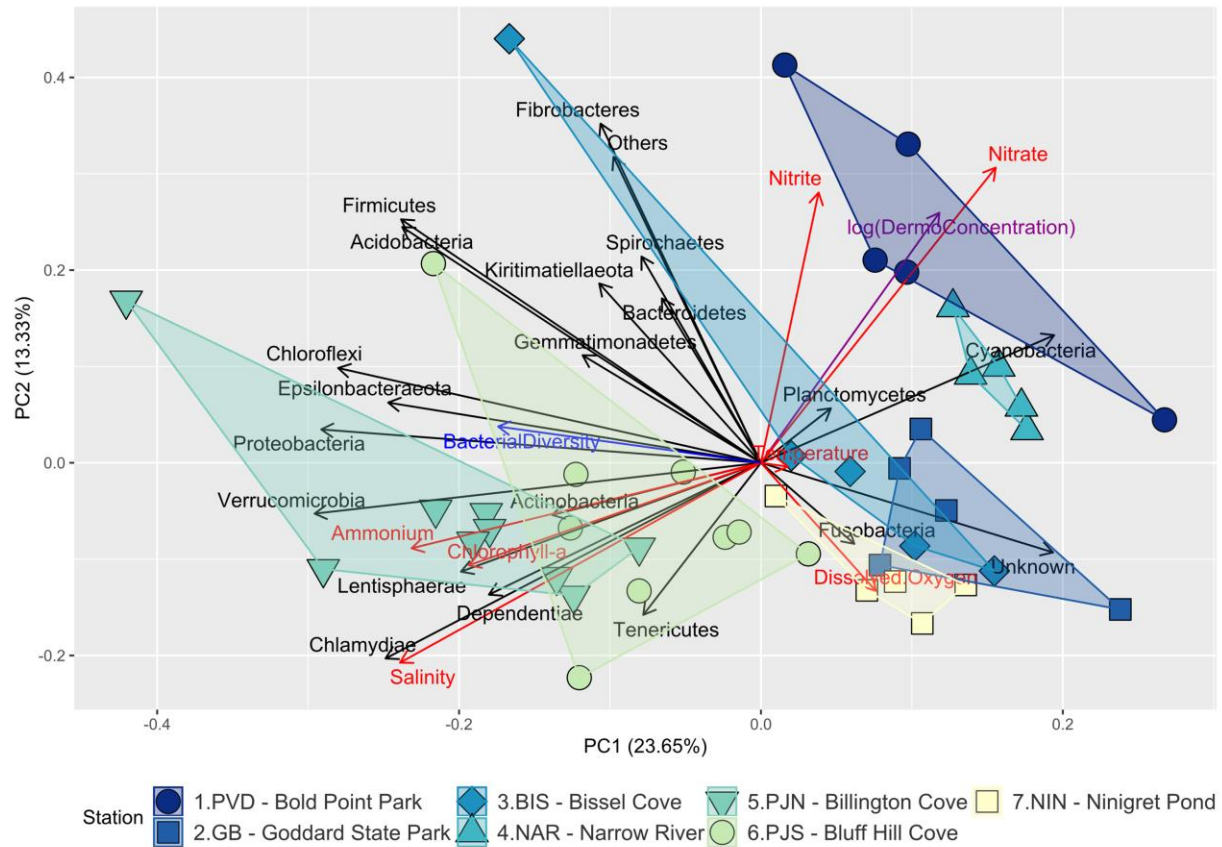 0.4
0.2
0.0
-0.2
PC2 (13.33%)
Fibrobacteres
Others
Nitrate
Nitrite
Firmicutes
log(DermoConcentration)
Acidobacteria
Spirochaetes
Kiritimatiellaeota
Bacteroidetes
Gemmatimonadetes
Cyanobacteria
Chloroflexi
Epsilonbacteraeota
Planctomycetes
Proteobacteria
BacterialDiversity
Temperature
Verrucomicrobia
Actinobacteria
Ammonium
Fusobacteria
Chlorophyll-a
Unknown
Lentisphaerae
Dissolved.Oxygen
Dependentiae
Tenericutes
Chlamydiae
Salinity
-0.4 -0.2 0.0 0.2
PC1 (23.65%)
Station
1.PVD - Bold Point Park 3.BIS - Bissel Cove 5.PJN - Billington Cove 7.NIN - Ninigret Pond
2.GB - Goddard State Park 4.NAR - Narrow River 6.PJS - Bluff Hill Cove